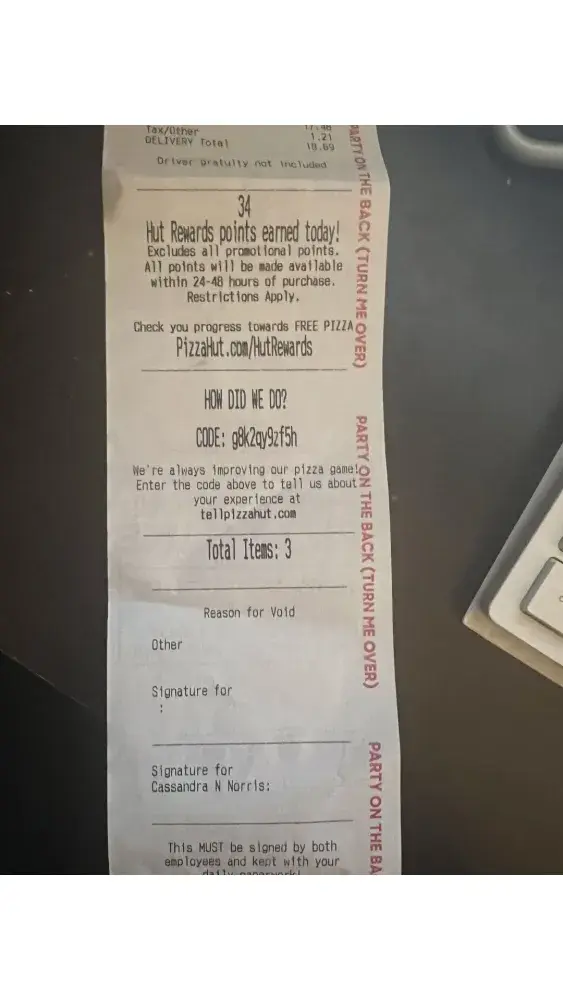 Tax/Other 1.21
DELIVERY Total 18.69
Driver gratuity not included
34
Hut Rewards points earned today!
Excludes all promotional points.
All points will be made available
within 24-48 hours of purchase.
Restrictions Apply.
Check you progress towards FREE PIZZA
PizzaHut.com/HutRewards
HOW DID WE DO?
CODE: g8k2qy9zf5h
We're always improving our pizza game!
Enter the code above to tell us about
your experience at
tellpizzahut.com
Total Items: 3
Reason for Void
Other
Signature for
:
Signature for
Cassandra N Norris:
This MUST be signed by both
employees and kept with your
PARTY ON THE BACK (TURN ME OVER)
PARTY ON THE BACK (TURN ME OVER)
PARTY ON THE BA